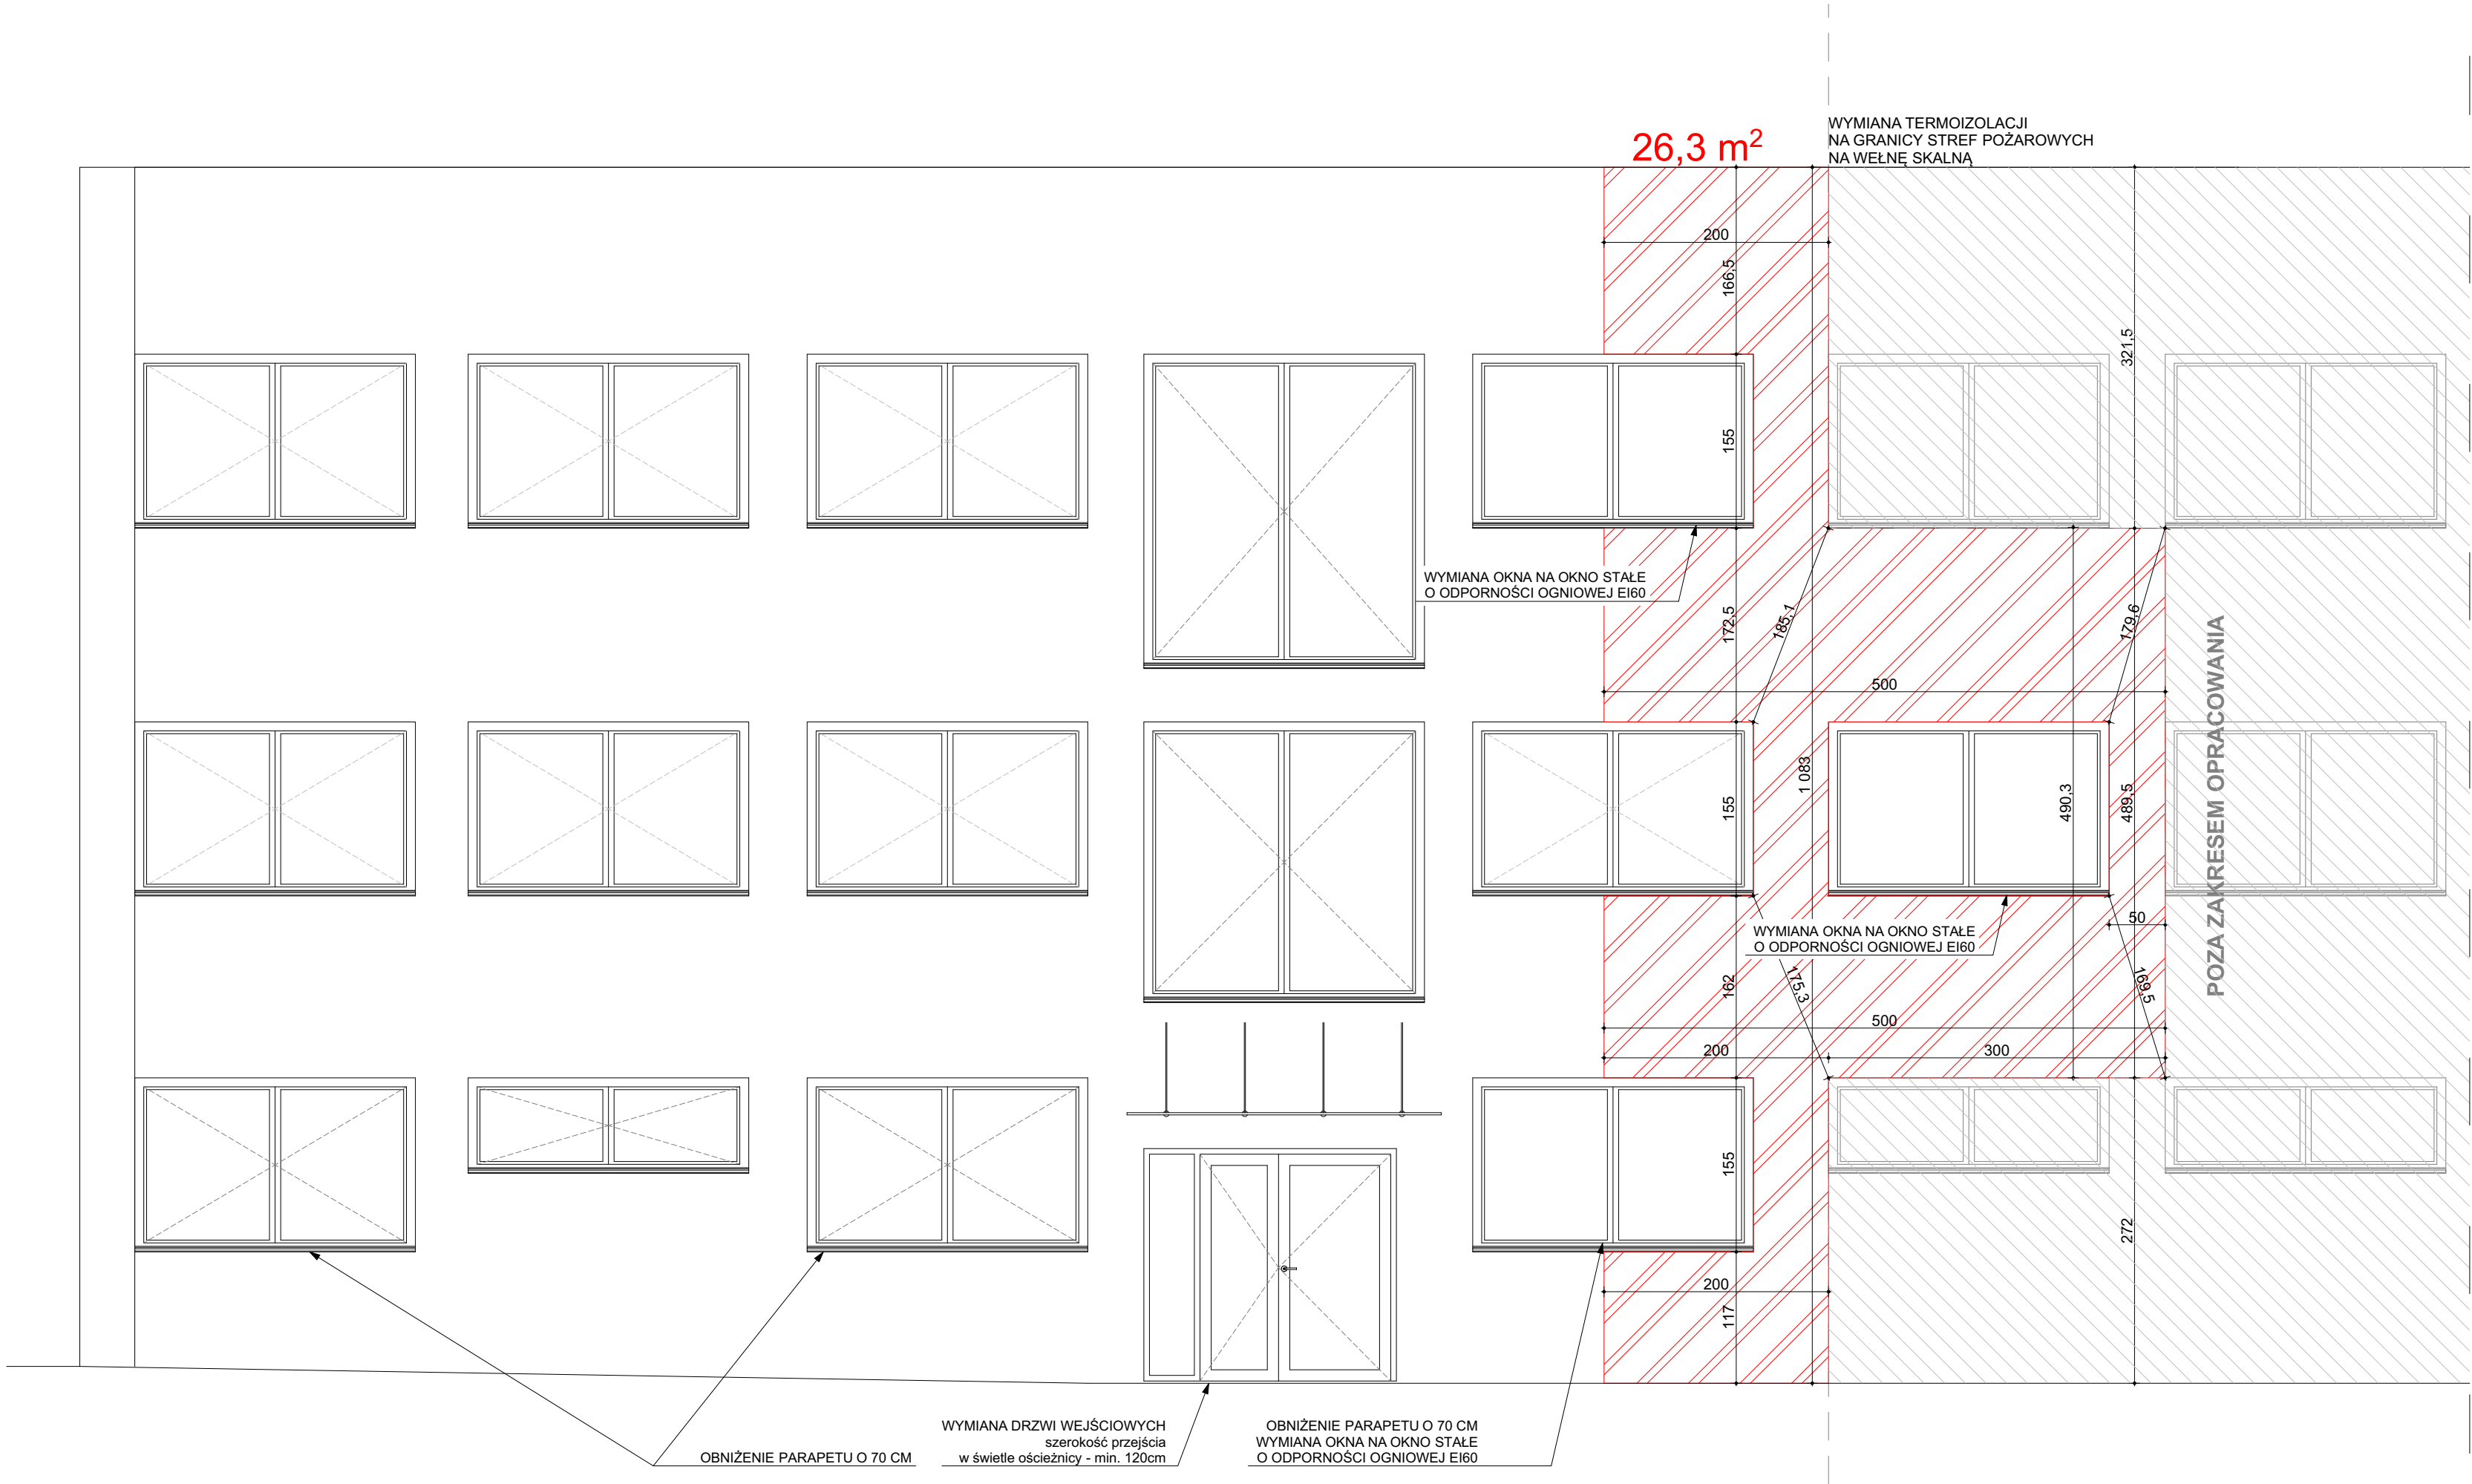 26,3 m²
WYMIANA TERMOIZOLACJI
NA GRANICY STREF POŻAROWYCH
NA WEŁNĘ SKALNĄ
200
166,5
321,5
155
WYMIANA OKNA NA OKNO STAŁE
O ODPORNOŚCI OGNIOWEJ EI60
172,5
185,1
179,6
500
POZA ZAKRESEM OPRACOWANIA
155
1 083
490,3
489,5
50
WYMIANA OKNA NA OKNO STAŁE
O ODPORNOŚCI OGNIOWEJ EI60
162
175,3
169,5
500
200
300
155
272
200
117
OBNIŻENIE PARAPETU O 70 CM
WYMIANA DRZWI WEJŚCIOWYCH
szerokość przejścia
w świetle ościeżnicy - min. 120cm
OBNIŻENIE PARAPETU O 70 CM
WYMIANA OKNA NA OKNO STAŁE
O ODPORNOŚCI OGNIOWEJ EI60